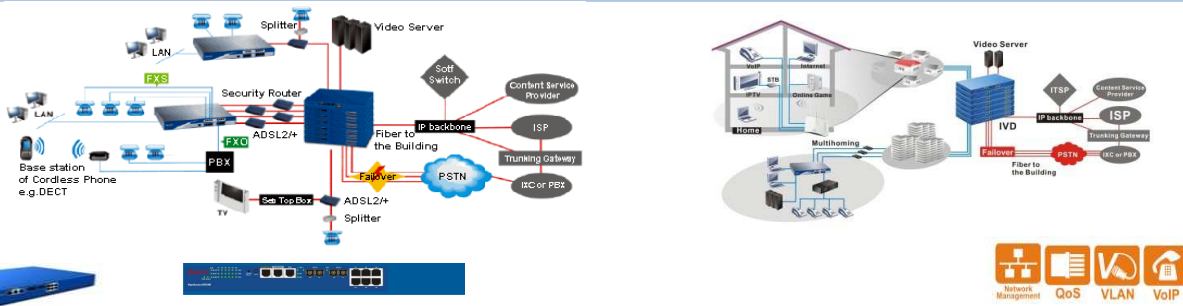 Splitter
Video Server
LAN
FXS
Soft
Switch
Content Service
Provider
Security Router
LAN
ADSL2/+
IP backbone
ISP
Fiber to
the Building
FXO
PBX
Trunking Gateway
Base station
of Cordless Phone
e.g.DECT
Failover
PSTN
IXC or PBX
TV
Set Top Box
ADSL2/+
Splitter
Video Server
VoIP
Internet
STB
IPTV
Online Game
Home
ITSP
Content Service
Provider
IVD
IP backbone
ISP
Multihoming
Trunking Gateway
Failover
PSTN
IXC or PBX
Fiber to
the Building
Network
Management
QoS
VLAN
VoIP